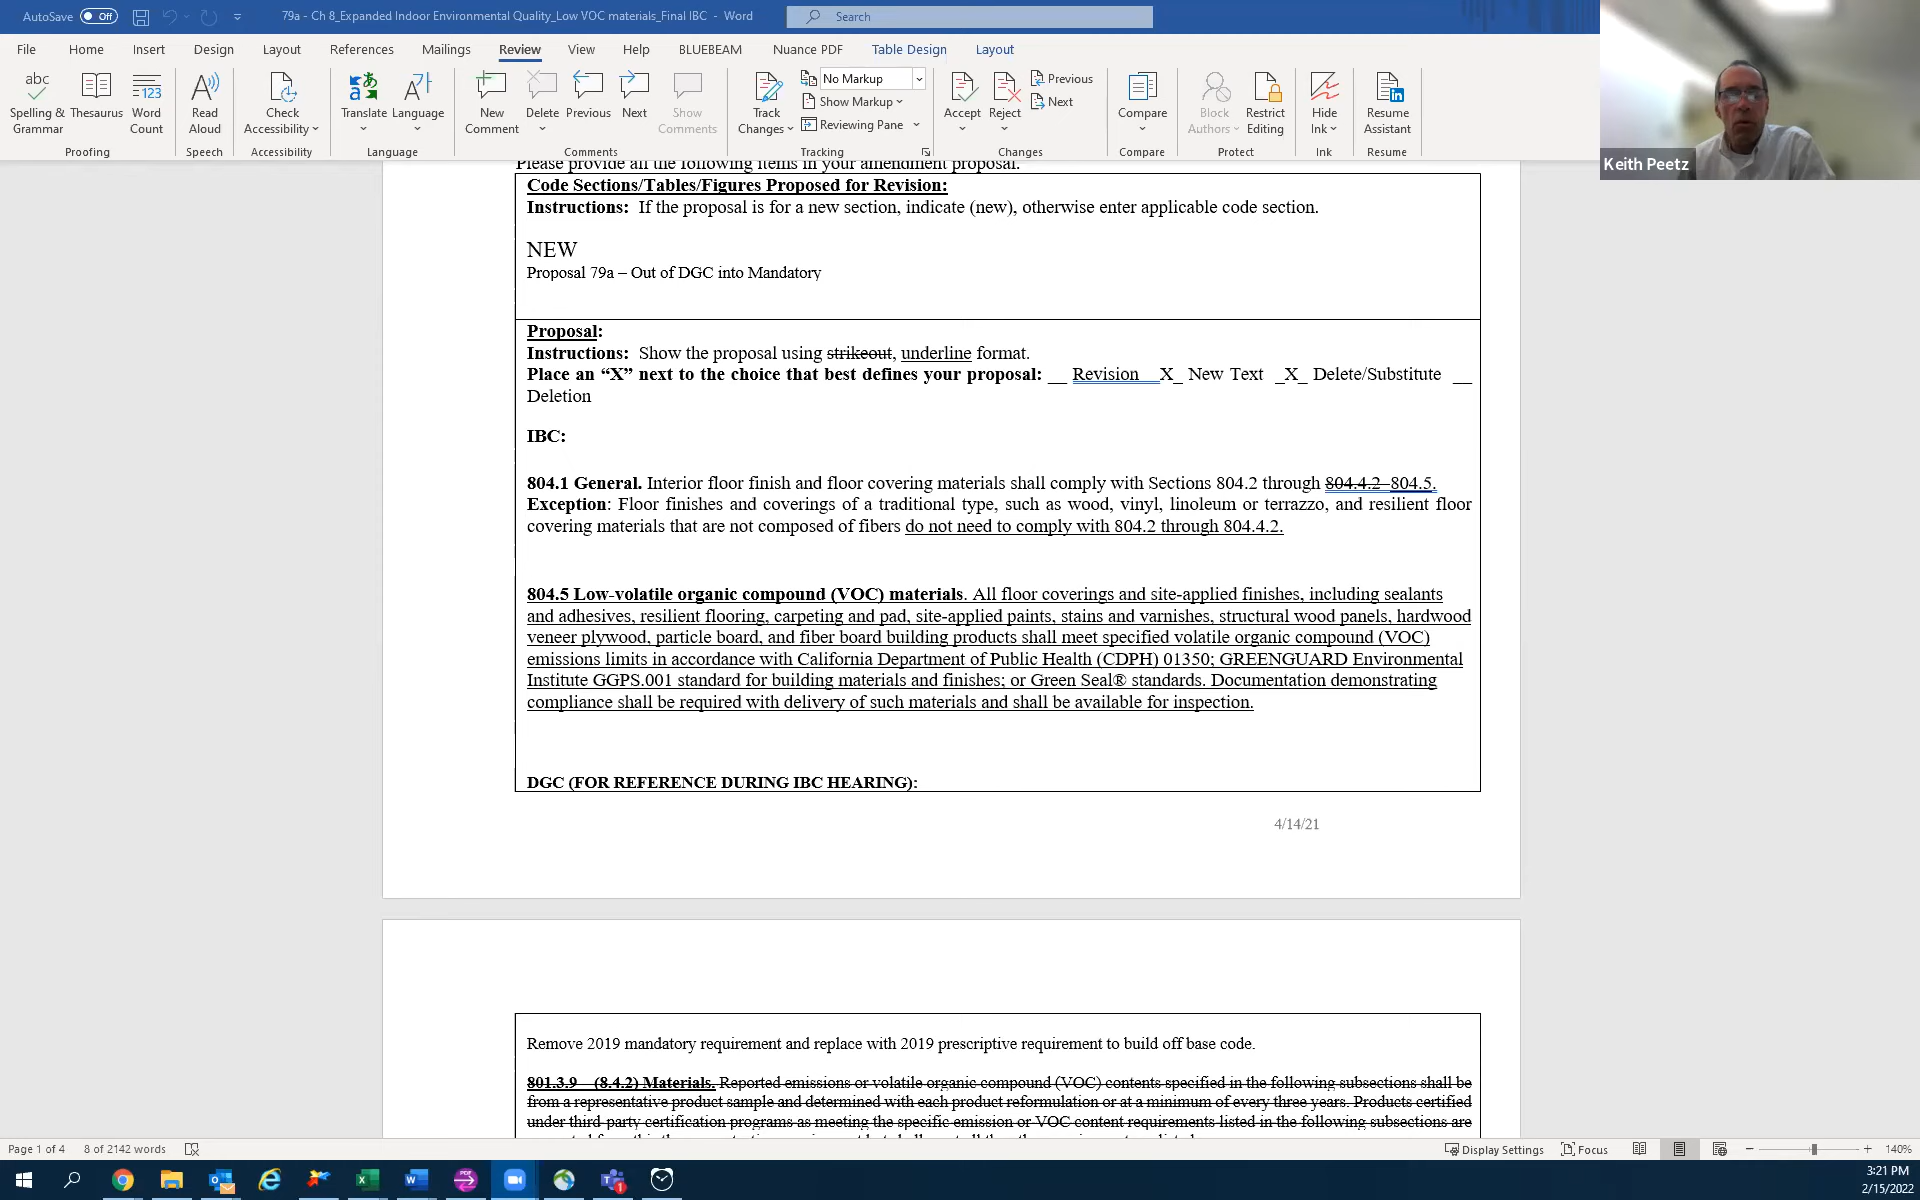 AutoSave Off 79a - Ch 8_Expanded Indoor Environmental Quality_Low VOC materials_Final IBC - Word Search
File Home Insert Design Layout References Mailings Review View Help BLUEBEAM Nuance PDF Table Design Layout
Spelling & Grammar
Thesaurus
Word Count
Read Aloud
Check Accessibility
Translate
Language
New Comment
Delete
Previous
Next
Show Comments
Track Changes
No Markup
Show Markup
Reviewing Pane
Accept
Reject
Previous
Next
Compare
Block Authors
Restrict Editing
Hide Ink
Resume Assistant
Proofing Speech Accessibility Language Comments Tracking Changes Compare Protect Ink Resume
Keith Peetz
Please provide all the following items in your amendment proposal.
Code Sections/Tables/Figures Proposed for Revision:
Instructions: If the proposal is for a new section, indicate (new), otherwise enter applicable code section.
NEW
Proposal 79a – Out of DGC into Mandatory
Proposal:
Instructions: Show the proposal using strikeout, underline format.
Place an “X” next to the choice that best defines your proposal: __ Revision __X_ New Text _X_ Delete/Substitute __
Deletion
IBC:
804.1 General. Interior floor finish and floor covering materials shall comply with Sections 804.2 through 804.4.2 804.5.
Exception: Floor finishes and coverings of a traditional type, such as wood, vinyl, linoleum or terrazzo, and resilient floor
covering materials that are not composed of fibers do not need to comply with 804.2 through 804.4.2.
804.5 Low-volatile organic compound (VOC) materials. All floor coverings and site-applied finishes, including sealants
and adhesives, resilient flooring, carpeting and pad, site-applied paints, stains and varnishes, structural wood panels, hardwood
veneer plywood, particle board, and fiber board building products shall meet specified volatile organic compound (VOC)
emissions limits in accordance with California Department of Public Health (CDPH) 01350; GREENGUARD Environmental
Institute GGPS.001 standard for building materials and finishes; or Green Seal® standards. Documentation demonstrating
compliance shall be required with delivery of such materials and shall be available for inspection.
DGC (FOR REFERENCE DURING IBC HEARING):
4/14/21
Remove 2019 mandatory requirement and replace with 2019 prescriptive requirement to build off base code.
801.3.9 (8.4.2) Materials. Reported emissions or volatile organic compound (VOC) contents specified in the following subsections shall be
from a representative product sample and determined with each product reformulation or at a minimum of every three years. Products certified
under third-party certification programs as meeting the specific emission or VOC content requirements listed in the following subsections are
Page 1 of 4 8 of 2142 words Display Settings Focus 140%
3:21 PM
2/15/2022